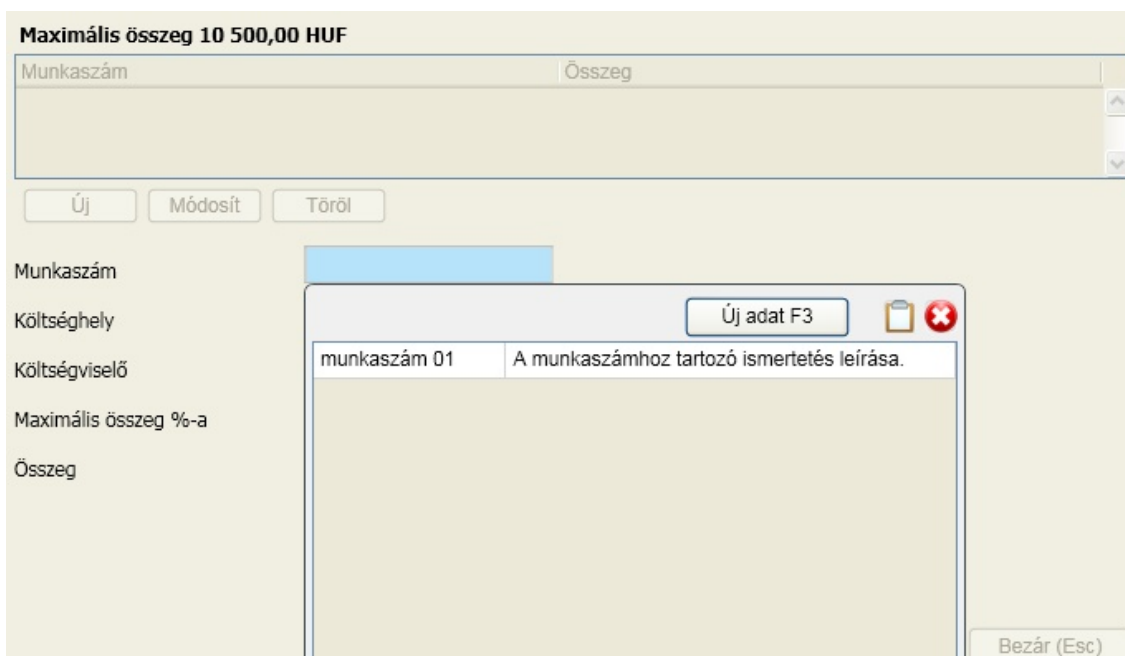 Maximális összeg 10 500,00 HUF
Munkaszám Összeg
Új Módosít Töröl
Munkaszám
Új adat F3
Költséghely
munkaszám 01 A munkaszámhoz tartozó ismertetés leírása.
Költségviselő
Maximális összeg %-a
Összeg
Bezár (Esc)